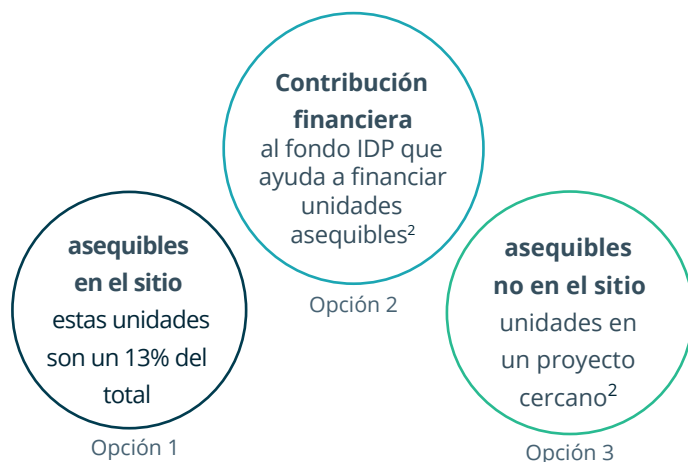 asequibles
en el sitio
estas unidades
son un 13% del
total
Opción 1
Contribución
financiera
al fondo IDP que
ayuda a financiar
unidades
asequibles²
Opción 2
asequibles
no en el sitio
unidades en
un proyecto
cercano²
Opción 3